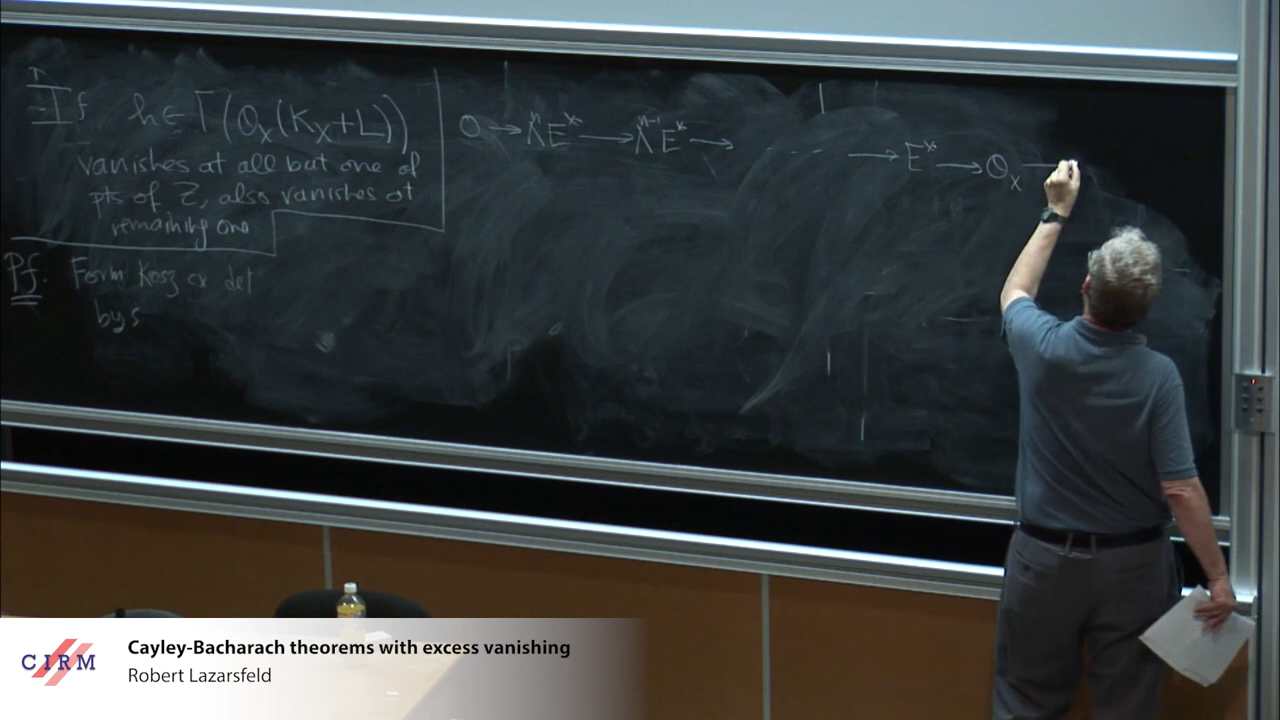 If h ∈ Γ(O_X(K_X+L))
vanishes at all but one of
pts of Z, also vanishes at
remaining one
Pf: Form Kosz cx det
by s
O → Λ^n E^* → Λ^{n-1} E^* → - - - → E^* → O_X —
CIRM
Cayley-Bacharach theorems with excess vanishing
Robert Lazarsfeld